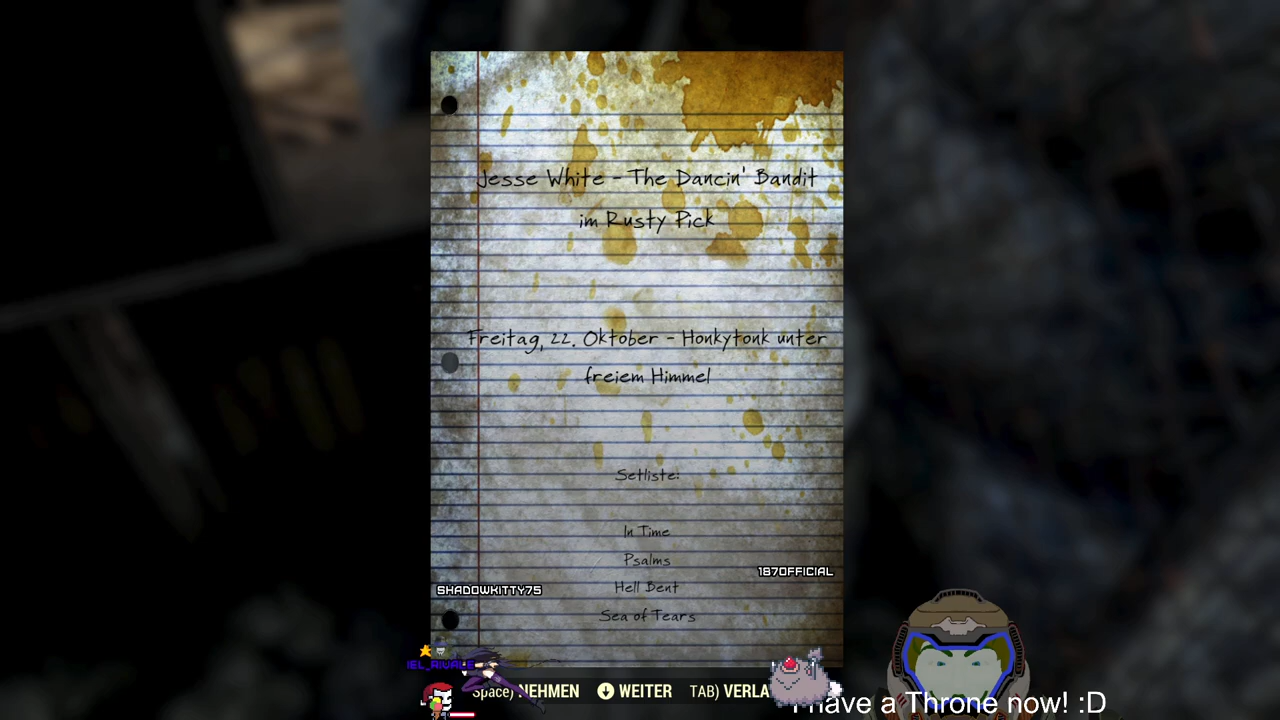 Jesse White - The Dancin' Bandit
im Rusty Pick
Freitag, 22. Oktober - Honkytonk unter
freiem Himmel
Setliste:
In Time
Psalms
187OFFICIAL
Hell Bent
SHADOWKITTY75
Sea of Tears
Space) NEHMEN WEITER TAB) VERLA
have a Throne now! :D